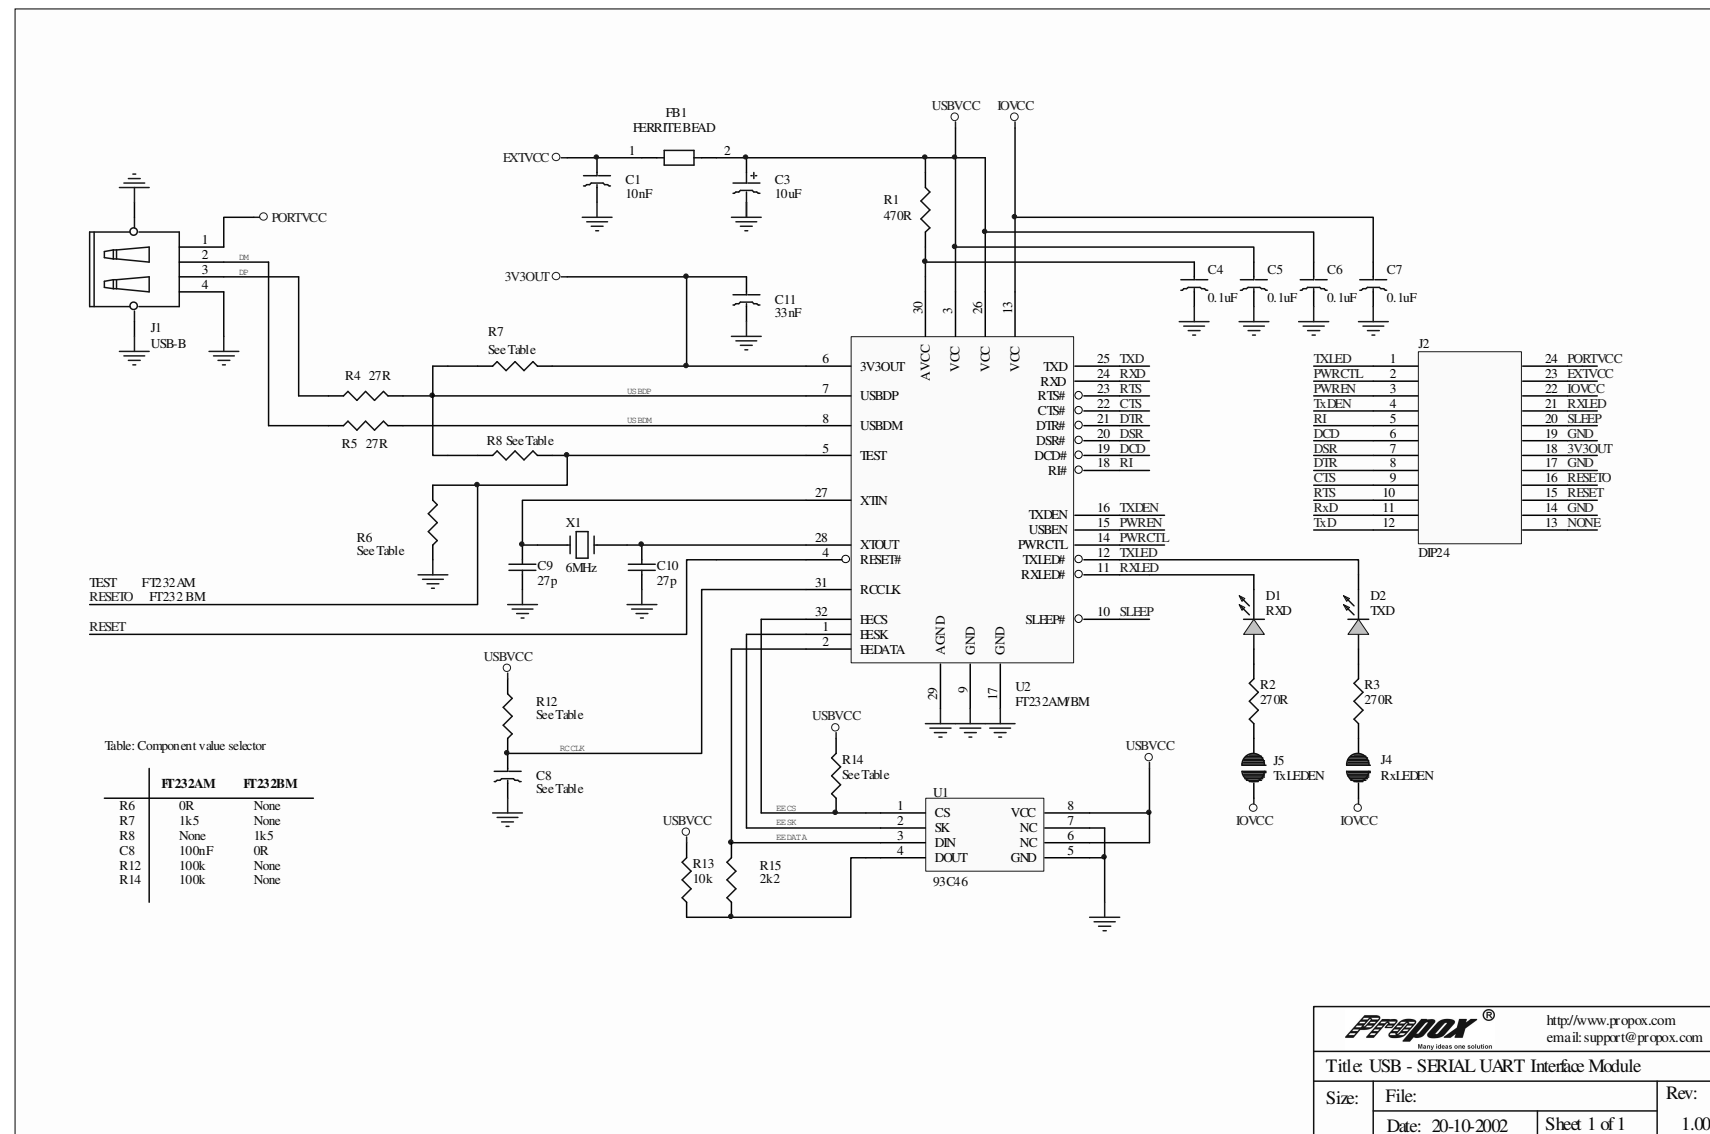 USBVCC IOVCC
FB1
FERRITE BEAD
EXTVCC 1 2
C1
10nF
C3
10uF
+
R1
470R
PORTVCC
1
2 DM
3 DP
4
J1
USB-B
3V3OUT
C11
33nF
C4
0.1uF
C5
0.1uF
C6
0.1uF
C7
0.1uF
30 3 26 13
R7
See Table
R4 27R
R5 27R
USBDP
USBDM
R8 See Table
R6
See Table
X1
6MHz
C9
27p
C10
27p
TEST FT232AM
RESETO FT232BM
RESET
6 3V3OUT
7 USBDP
8 USBDM
5 TEST
27 XTIN
28 XTOUT
4 RESET#
31 RCCLK
32 EECS
1 EESK
2 EEDATA
AVCC VCC VCC VCC
TXD 25 TXD
RXD 24 RXD
RTS# 23 RTS
CTS# 22 CTS
DTR# 21 DTR
DSR# 20 DSR
DCD# 19 DCD
RI# 18 RI
TXDEN 16 TXDEN
USBEN 15 PWREN
PWRCTL 14 PWRCTL
TXLED# 12 TXLED
RXLED# 11 RXLED
SLEEP# 10 SLEEP
AGND GND GND
29 9 17
U2
FT232AM/BM
J2
TXLED 1 24 PORTVCC
PWRCTL 2 23 EXTVCC
PWREN 3 22 IOVCC
TxDEN 4 21 RXLED
RI 5 20 SLEEP
DCD 6 19 GND
DSR 7 18 3V3OUT
DTR 8 17 GND
CTS 9 16 RESETO
RTS 10 15 RESET
RxD 11 14 GND
TxD 12 13 NONE
DIP24
D1
RXD
D2
TXD
R2
270R
R3
270R
J5
TxLEDEN
J4
RxLEDEN
IOVCC
IOVCC
USBVCC
R12
See Table
RCCLK
C8
See Table
USBVCC
R14
See Table
USBVCC
USBVCC
R13
10k
R15
2k2
U1
EECS 1 CS VCC 8
EESK 2 SK NC 7
EEDATA 3 DIN NC 6
4 DOUT GND 5
93C46
Table: Component value selector
FT232AM FT232BM
R6 0R None
R7 1k5 None
R8 None 1k5
C8 100nF 0R
R12 100k None
R14 100k None
Propox ®
Many ideas one solution
http://www.propox.com
email: support@propox.com
Title: USB - SERIAL UART Interface Module
Size: File: Rev:
Date: 20-10-2002 Sheet 1 of 1 1.00